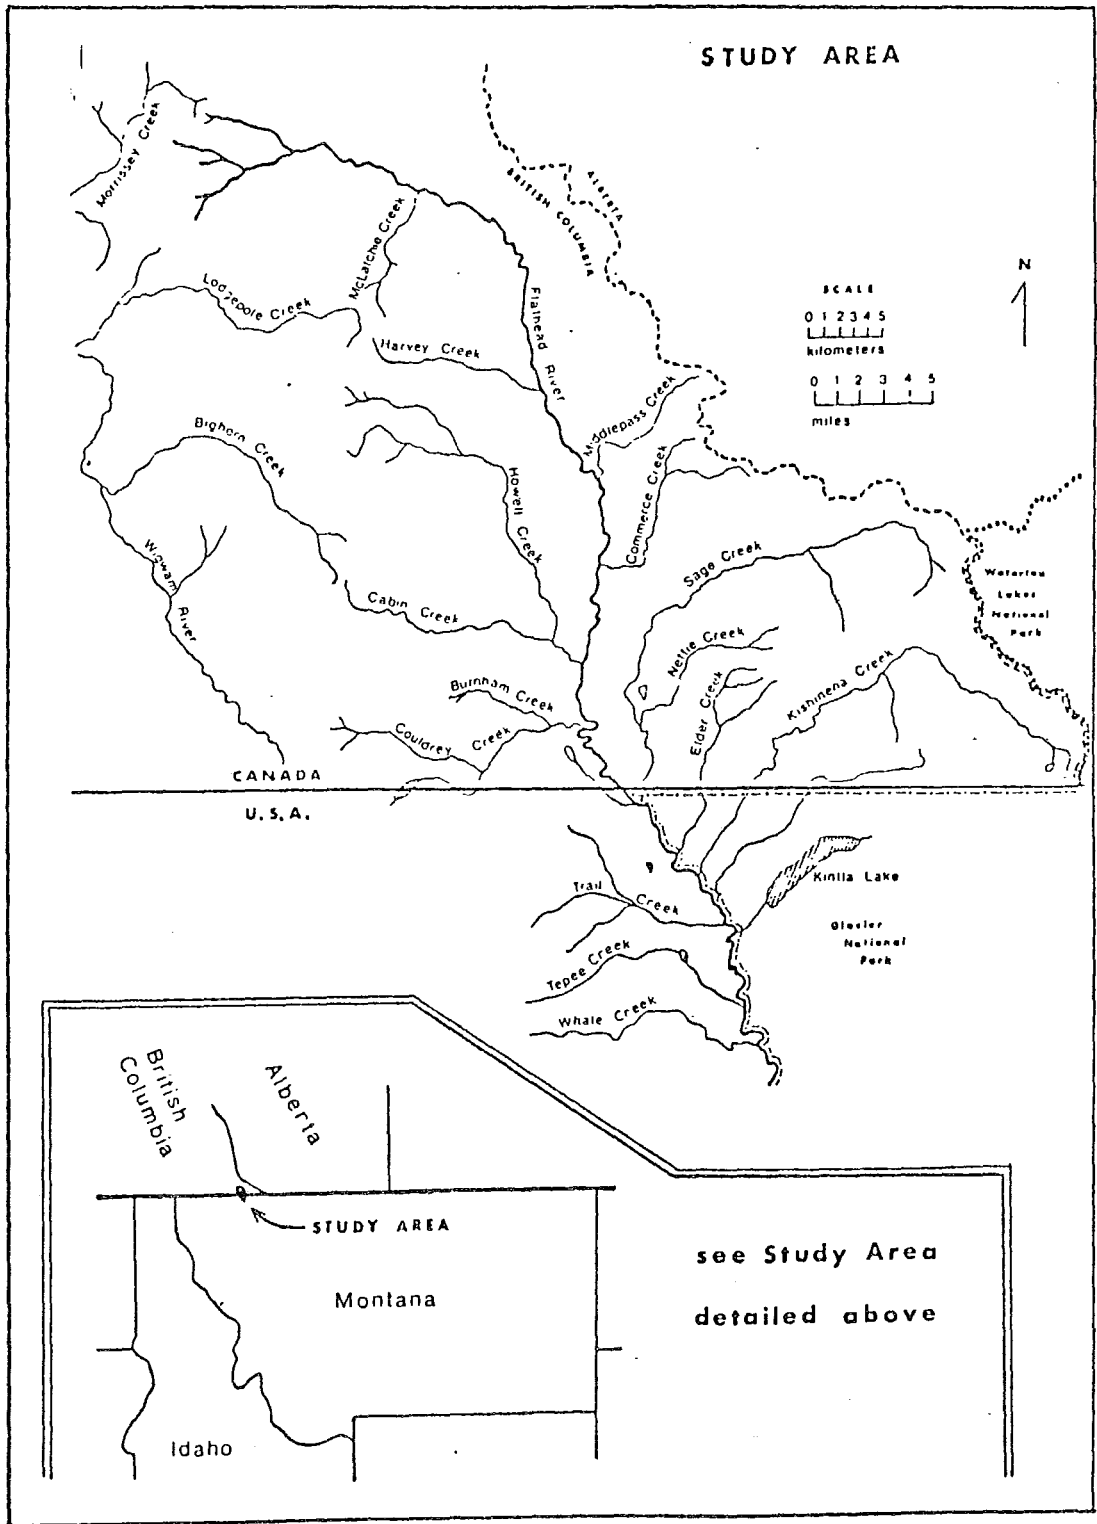 STUDY AREA
Morrissey Creek
ALBERTA
BRITISH COLUMBIA
McLatchie Creek
N
Lodgepole Creek
SCALE
0 1 2 3 4 5
kilometers
Flathead River
Harvey Creek
0 1 2 3 4 5
miles
Middlepass Creek
Bighorn Creek
Howell Creek
Commerce Creek
Wigwam River
Sage Creek
Waterton
Lakes
National
Park
Cabin Creek
Nettie Creek
Kishinena Creek
Elder Creek
Burnham Creek
Couldrey Creek
CANADA
U.S.A.
Kintla Lake
Trail Creek
Glacier
National
Park
Tepee Creek
Whale Creek
British
Columbia
Alberta
STUDY AREA
see Study Area
detailed above
Montana
Idaho